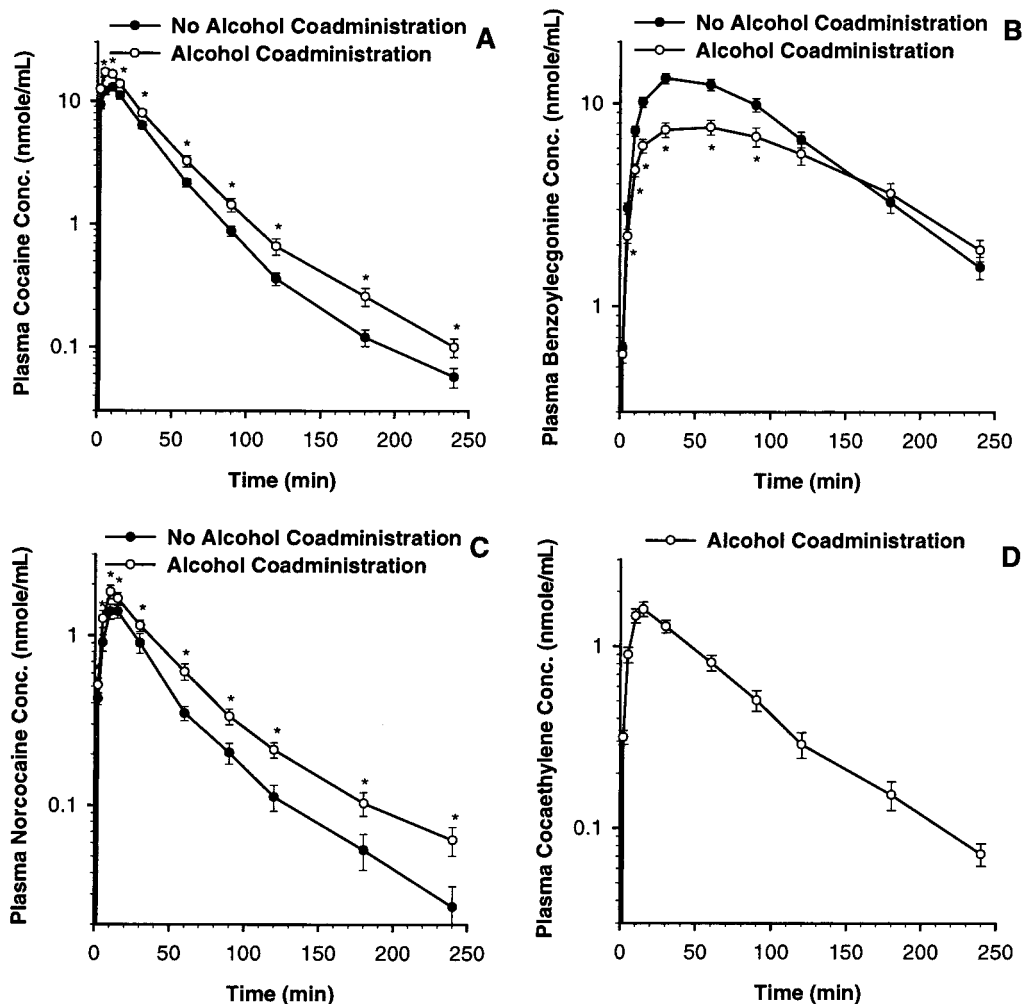 No Alcohol Coadministration
Alcohol Coadministration
A
Plasma Cocaine Conc. (nmole/mL)
10
1
0.1
* * * * * * * * *
0 50 100 150 200 250
Time (min)
No Alcohol Coadministration
Alcohol Coadministration
B
Plasma Benzoylecgonine Conc. (nmole/mL)
10
1
* * * * * *
0 50 100 150 200 250
Time (min)
No Alcohol Coadministration
Alcohol Coadministration
C
Plasma Norcocaine Conc. (nmole/mL)
1
0.1
* * * * * * * * *
0 50 100 150 200 250
Time (min)
Alcohol Coadministration
D
Plasma Cocaethylene Conc. (nmole/mL)
1
0.1
0 50 100 150 200 250
Time (min)